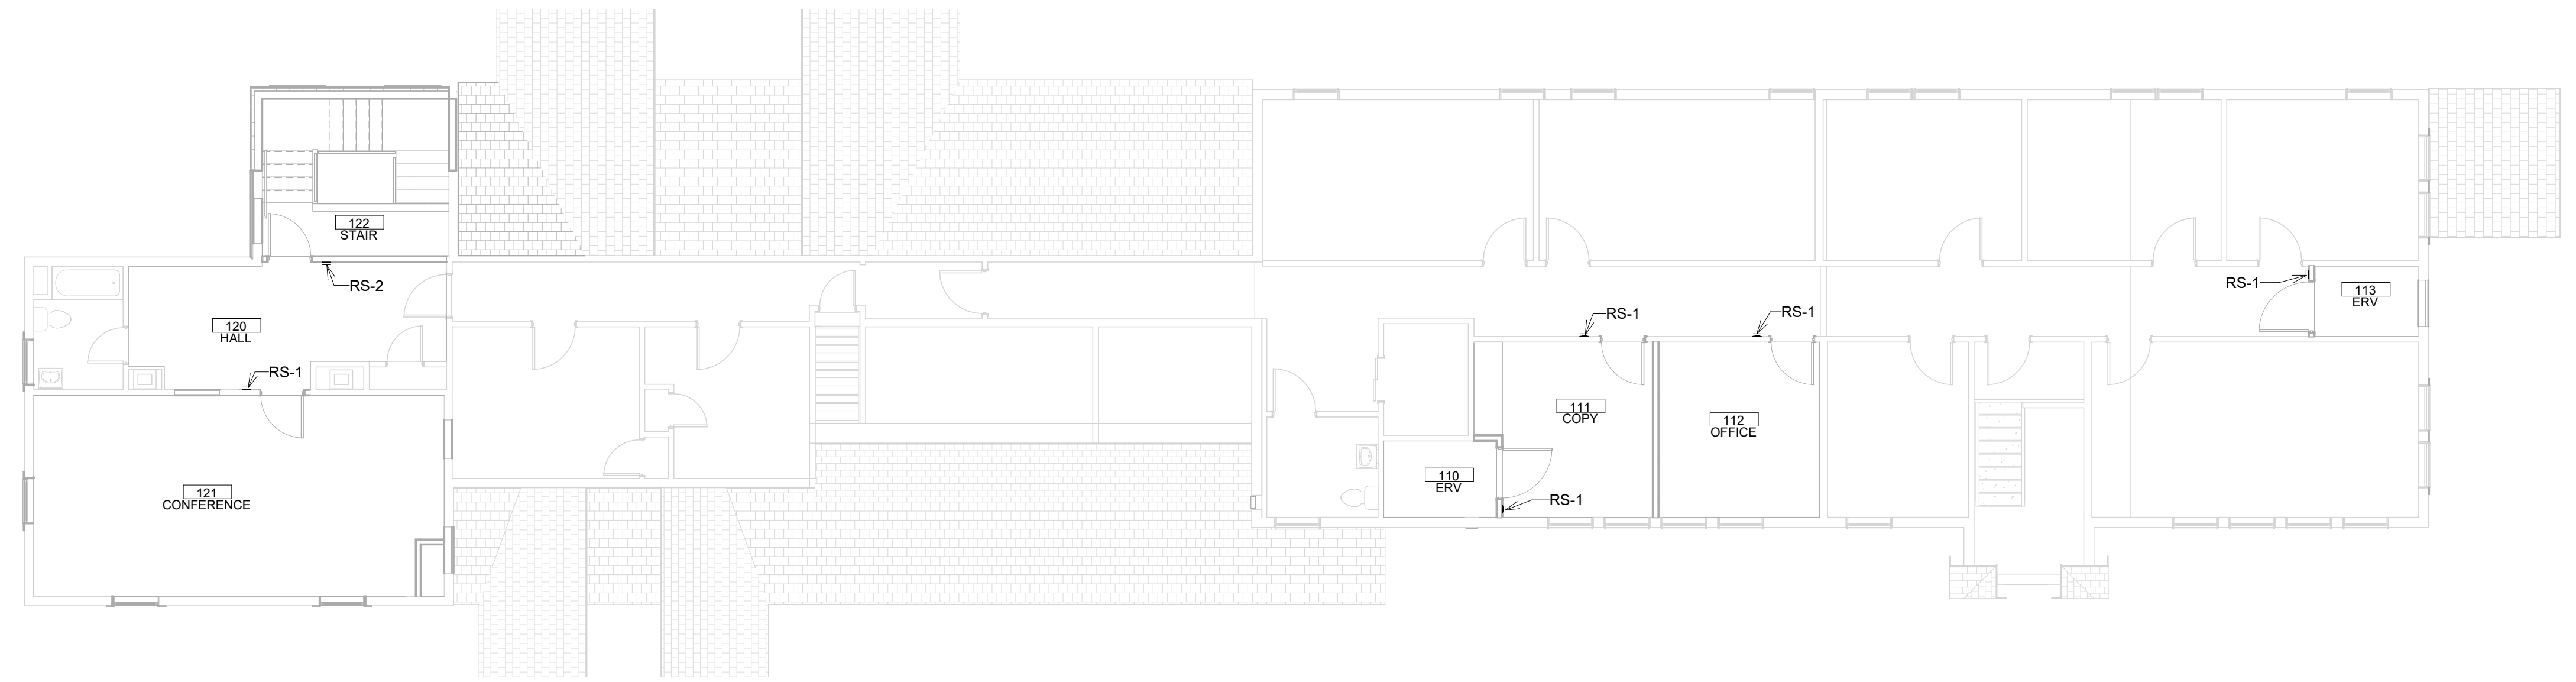 122
STAIR
RS-2
120
HALL
RS-1
121
CONFERENCE
RS-1
RS-1
111
COPY
112
OFFICE
110
ERV
RS-1
RS-1
113
ERV